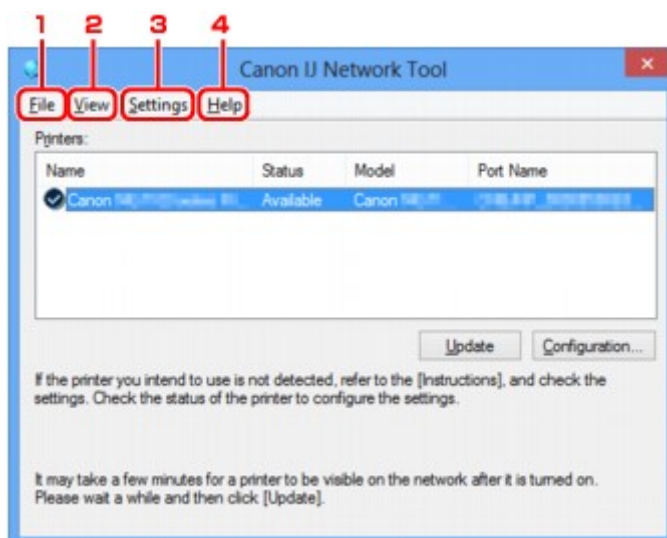 1 2 3 4
Canon IJ Network Tool
File View Settings Help
Printers:
Name Status Model Port Name
Canon Available Canon
Update Configuration...
If the printer you intend to use is not detected, refer to the [Instructions], and check the
settings. Check the status of the printer to configure the settings.
It may take a few minutes for a printer to be visible on the network after it is turned on.
Please wait a while and then click [Update].